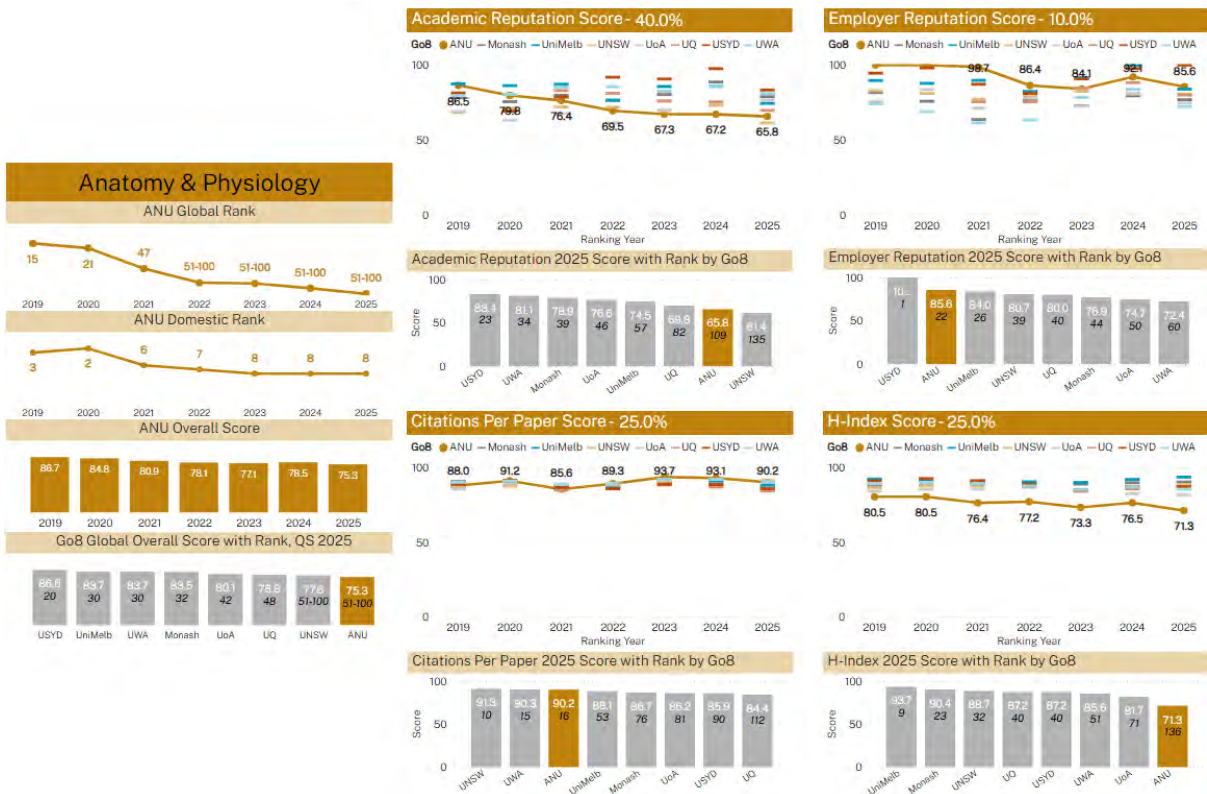 Anatomy & Physiology
ANU Global Rank
15 21 47 51-100 51-100 51-100 51-100
2019 2020 2021 2022 2023 2024 2025
ANU Domestic Rank
3 2 6 7 8 8 8
2019 2020 2021 2022 2023 2024 2025
ANU Overall Score
86.7 84.8 80.9 78.1 77.1 78.5 75.3
2019 2020 2021 2022 2023 2024 2025
Go8 Global Overall Score with Rank, QS 2025
86.6 83.7 83.7 83.5 80.1 78.8 77.6 75.3
20 30 30 32 42 48 51-100 51-100
USYD UniMelb UWA Monash UoA UQ UNSW ANU
Academic Reputation Score - 40.0%
Go8 ANU Monash UniMelb UNSW UoA UQ USYD UWA
100
86.5 79.8 76.4 69.5 67.3 67.2 65.8
50
0
2019 2020 2021 2022 2023 2024 2025
Ranking Year
Academic Reputation 2025 Score with Rank by Go8
100
Score
50
0
83.4 81.1 78.9 76.6 74.5 69.8 65.8 61.4
23 34 39 46 57 82 109 135
USYD UWA Monash UoA UniMelb UQ ANU UNSW
Employer Reputation Score - 10.0%
Go8 ANU Monash UniMelb UNSW UoA UQ USYD UWA
100
98.7 86.4 84.1 92.1 85.6
50
0
2019 2020 2021 2022 2023 2024 2025
Ranking Year
Employer Reputation 2025 Score with Rank by Go8
100
Score
50
0
10... 85.6 84.0 80.7 80.0 76.9 74.7 72.4
1 22 26 39 40 44 50 60
USYD ANU UniMelb UNSW UQ Monash UoA UWA
Citations Per Paper Score - 25.0%
Go8 ANU Monash UniMelb UNSW UoA UQ USYD UWA
100
88.0 91.2 85.6 89.3 93.7 93.1 90.2
50
0
2019 2020 2021 2022 2023 2024 2025
Ranking Year
Citations Per Paper 2025 Score with Rank by Go8
100
Score
50
0
91.3 90.3 90.2 88.1 86.7 86.2 85.9 84.4
10 15 16 53 76 81 90 112
UNSW UWA ANU UniMelb Monash UoA USYD UQ
H-Index Score - 25.0%
Go8 ANU Monash UniMelb UNSW UoA UQ USYD UWA
100
80.5 80.5 76.4 77.2 73.3 76.5 71.3
50
0
2019 2020 2021 2022 2023 2024 2025
Ranking Year
H-Index 2025 Score with Rank by Go8
100
Score
50
0
93.7 90.4 88.7 87.2 87.2 85.6 81.7 71.3
9 23 32 40 40 51 71 136
UniMelb Monash UNSW UQ USYD UWA UoA ANU